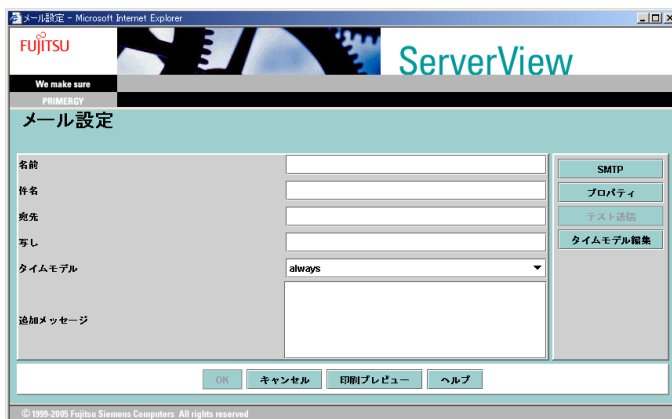 メール設定 - Microsoft Internet Explorer
FUJITSU
ServerView
We make sure
PRIMERGY
メール設定
名前
件名
宛先
写し
タイムモデル
always
追加メッセージ
SMTP
プロパティ
テスト送信
タイムモデル編集
OK
キャンセル
印刷プレビュー
ヘルプ
© 1999-2005 Fujitsu Siemens Computers All rights reserved